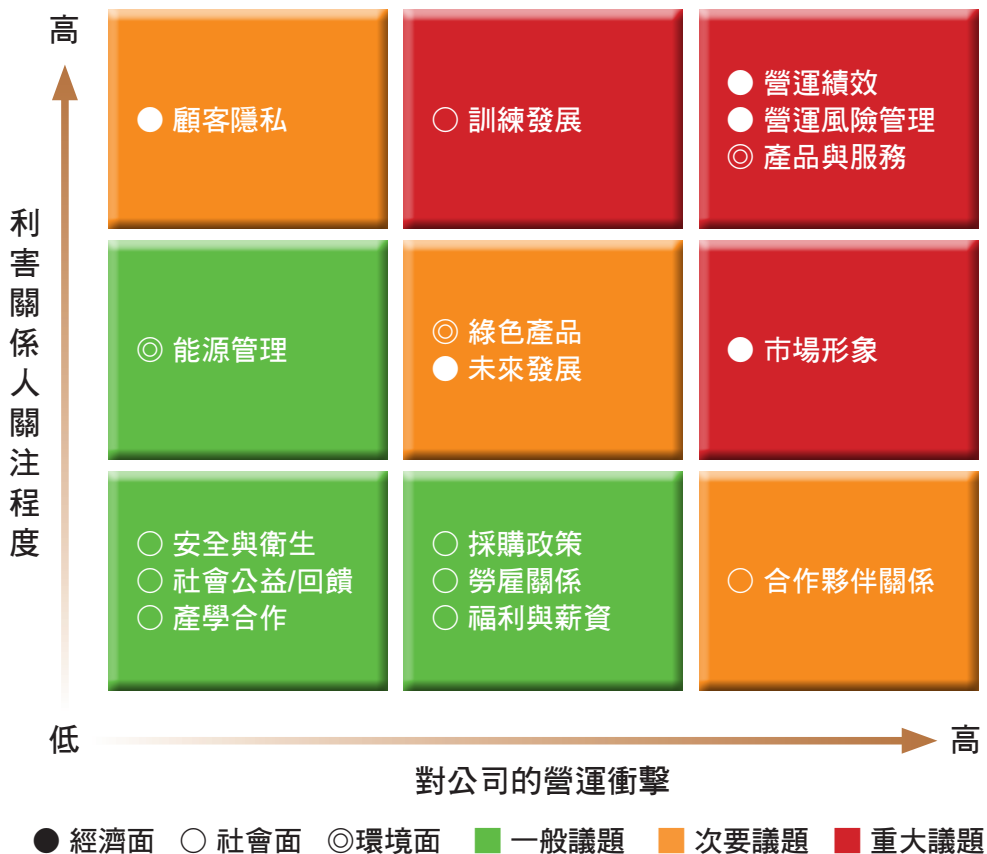 高
● 顧客隱私
○ 訓練發展
● 營運績效
● 營運風險管理
◎ 產品與服務
利害關係人關注程度
◎ 能源管理
◎ 綠色產品
● 未來發展
● 市場形象
○ 安全與衛生
○ 社會公益/回饋
○ 產學合作
○ 採購政策
○ 勞雇關係
○ 福利與薪資
○ 合作夥伴關係
低
高
對公司的營運衝擊
● 經濟面 ○ 社會面 ◎環境面 ■ 一般議題 ■ 次要議題 ■ 重大議題